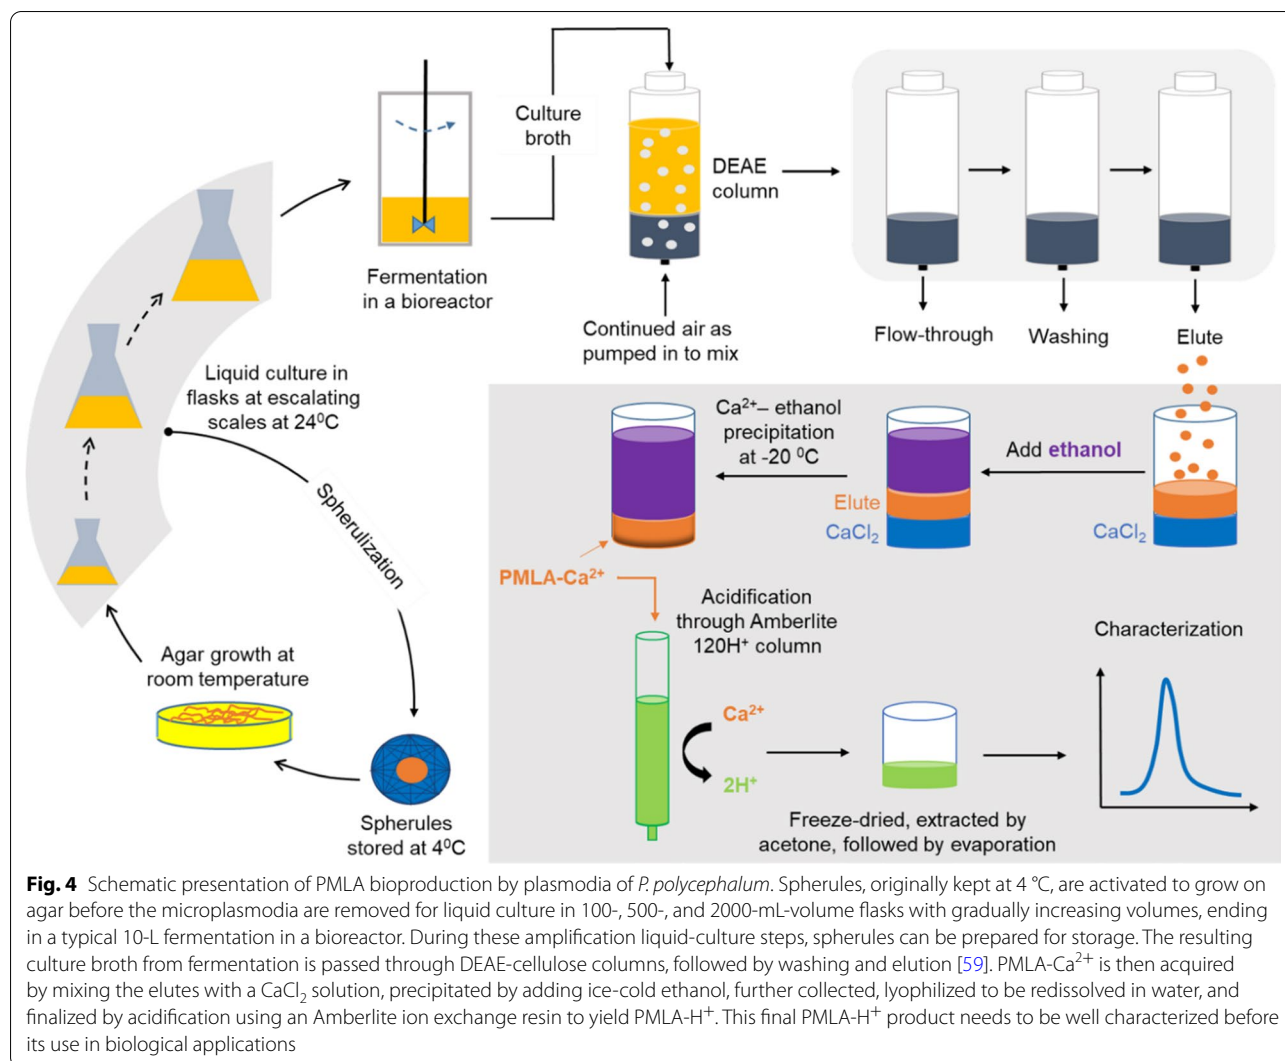 Culture
broth
DEAE
column
Fermentation
in a bioreactor
Continued air as
pumped in to mix
Flow-through
Washing
Elute
Liquid culture in
flasks at escalating
scales at 24⁰C
Spherulization
Ca²⁺– ethanol
precipitation
at -20 ⁰C
Add ethanol
Elute
CaCl₂
CaCl₂
PMLA-Ca²⁺
Acidification
through Amberlite
120H⁺ column
Characterization
Agar growth at
room temperature
Ca²⁺
2H⁺
Spherules
stored at 4⁰C
Freeze-dried, extracted by
acetone, followed by evaporation
Fig. 4 Schematic presentation of PMLA bioproduction by plasmodia of P. polycephalum. Spherules, originally kept at 4 °C, are activated to grow on
agar before the microplasmodia are removed for liquid culture in 100-, 500-, and 2000-mL-volume flasks with gradually increasing volumes, ending
in a typical 10-L fermentation in a bioreactor. During these amplification liquid-culture steps, spherules can be prepared for storage. The resulting
culture broth from fermentation is passed through DEAE-cellulose columns, followed by washing and elution [59]. PMLA-Ca²⁺ is then acquired
by mixing the elutes with a CaCl₂ solution, precipitated by adding ice-cold ethanol, further collected, lyophilized to be redissolved in water, and
finalized by acidification using an Amberlite ion exchange resin to yield PMLA-H⁺. This final PMLA-H⁺ product needs to be well characterized before
its use in biological applications